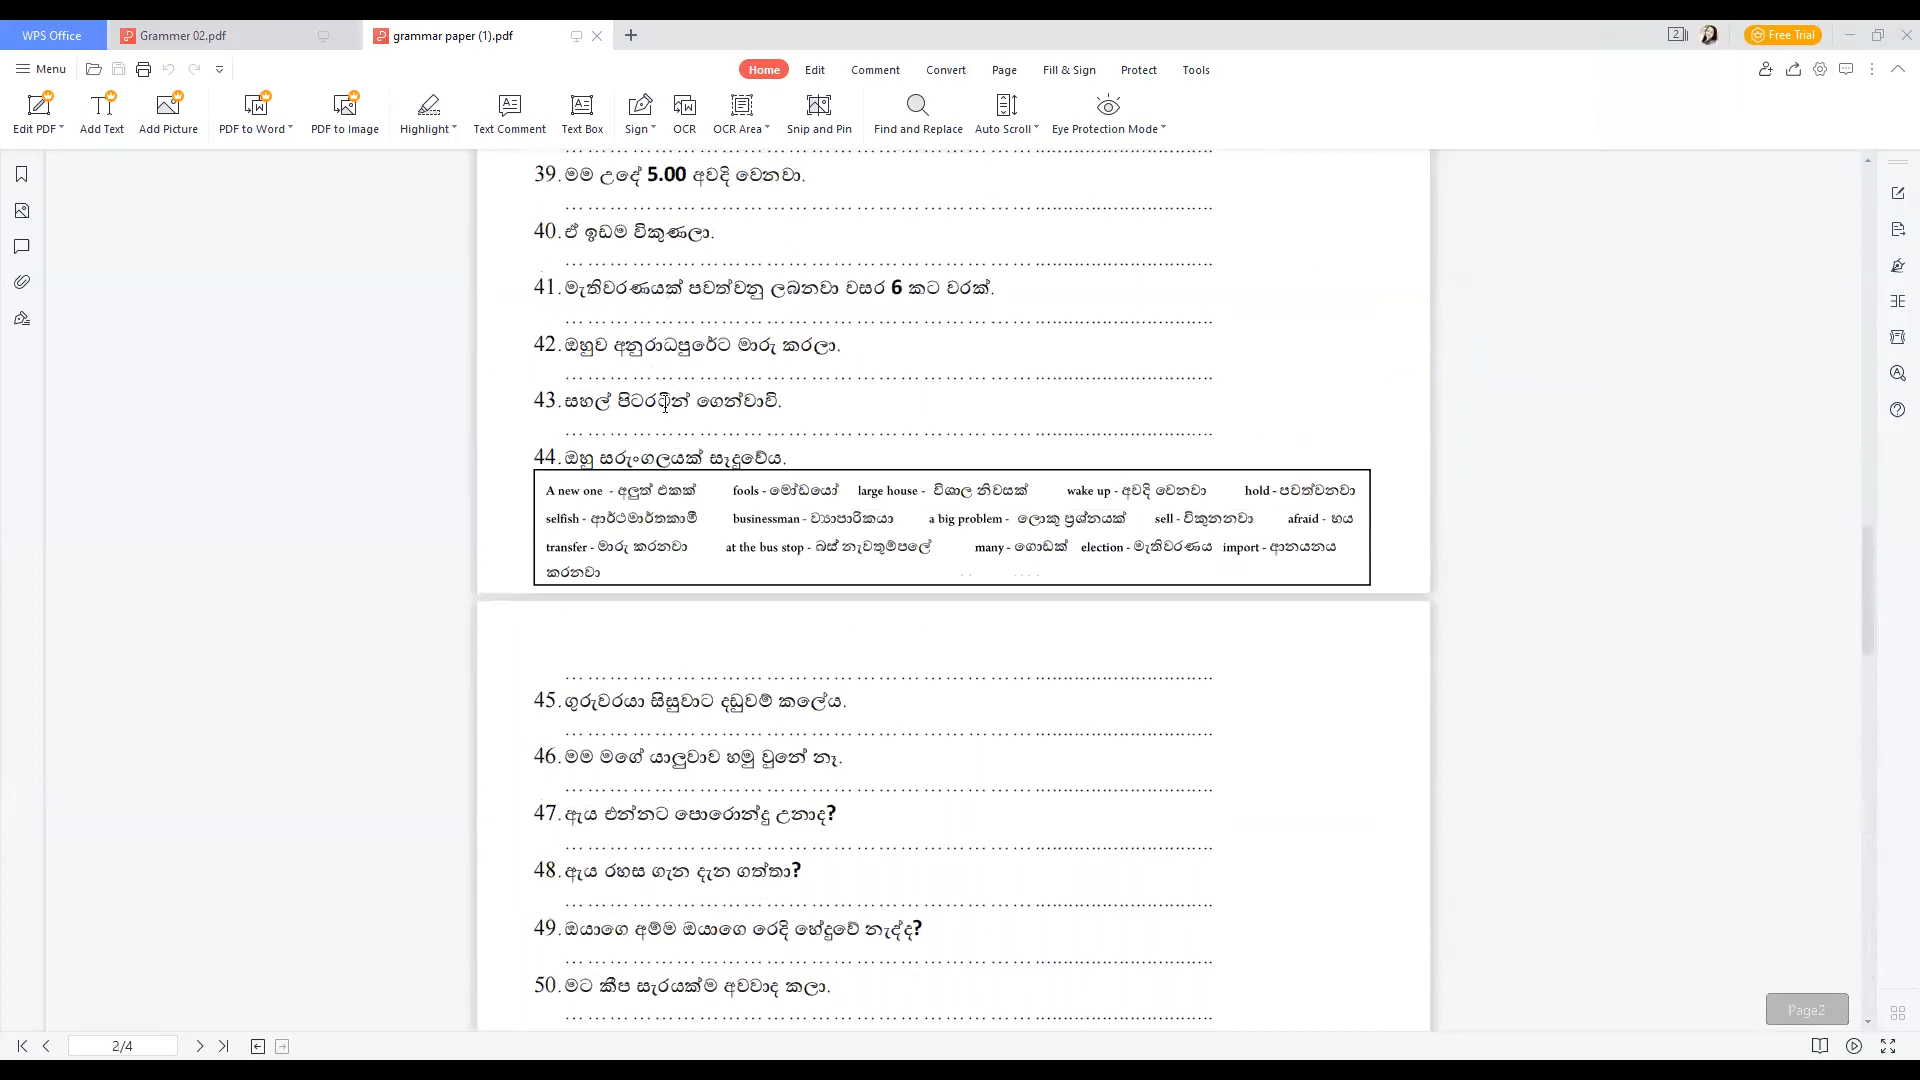 WPS Office
Grammer 02.pdf
grammar paper (1).pdf
2
Free Trial
Menu
Home
Edit
Comment
Convert
Page
Fill & Sign
Protect
Tools
Edit PDF
Add Text
Add Picture
PDF to Word
PDF to Image
Highlight
Text Comment
Text Box
Sign
OCR
OCR Area
Snip and Pin
Find and Replace
Auto Scroll
Eye Protection Mode
39. මම උදේ 5.00 අවදි වෙනවා.
40. ඒ ඉඩම විකුණලා.
41. මැතිවරණයක් පවත්වනු ලබනවා වසර 6 කට වරක්.
42. ඔහුව අනුරාධපුරේට මාරු කරලා.
43. සහල් පිටරටින් ගෙන්වාවි.
44. ඔහු සරුංගලයක් සෑදුවේය.
A new one - අලුත් එකක් fools - මෝඩයෝ large house - විශාල නිවසක් wake up - අවදි වෙනවා hold - පවත්වනවා
selfish - ආර්ථමාර්තකාමී businessman - ව්‍යාපාරිකයා a big problem - ලොකු ප්‍රශ්නයක් sell - විකුනනවා afraid - භය
transfer - මාරු කරනවා at the bus stop - බස් නැවතුම්පලේ many - ගොඩක් election - මැතිවරණය import - ආනයනය
කරනවා
45. ගුරුවරයා සිසුවාට දඩුවම් කලේය.
46. මම මගේ යාලුවාව හමු වුනේ නෑ.
47. ඇය එන්නට පොරොන්දු උනාද?
48. ඇය රහස ගැන දැන ගත්තා?
49. ඔයාගෙ අම්ම ඔයාගෙ රෙදි හේදුවේ නැද්ද?
50. මට කීප සැරයක්ම අවවාද කලා.
Page2
2/4